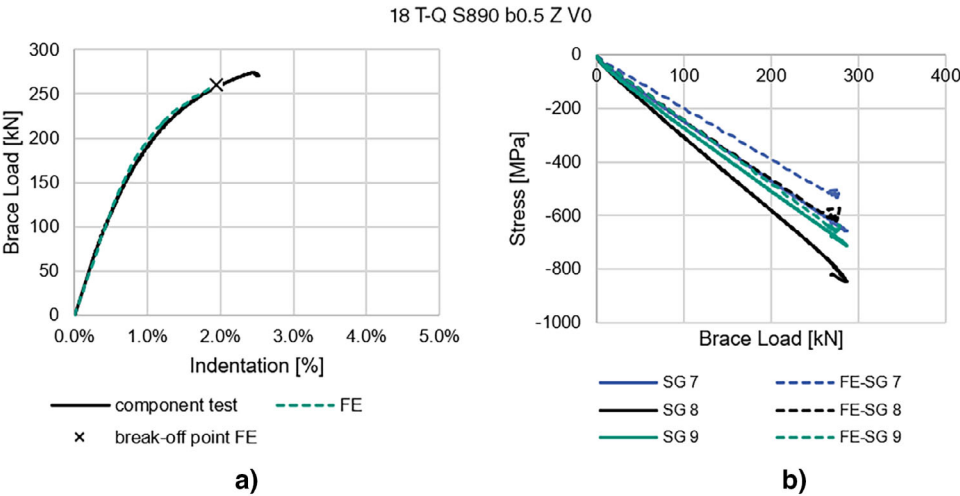 18 T-Q S890 b0.5 Z V0
300
250
200
150
100
50
0
Brace Load [kN]
0.0% 1.0% 2.0% 3.0% 4.0% 5.0%
Indentation [%]
component test FE
× break-off point FE
a)
0
-200
-400
-600
-800
-1000
Stress [MPa]
0 100 200 300 400
Brace Load [kN]
SG 7 FE-SG 7
SG 8 FE-SG 8
SG 9 FE-SG 9
b)